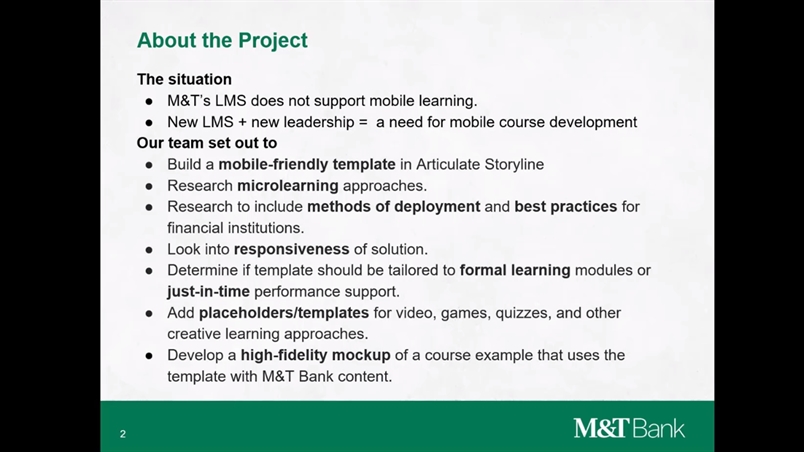 About the Project
The situation
● M&T's LMS does not support mobile learning.
● New LMS + new leadership =  a need for mobile course development
Our team set out to
● Build a mobile-friendly template in Articulate Storyline
● Research microlearning approaches.
● Research to include methods of deployment and best practices for
financial institutions.
● Look into responsiveness of solution.
● Determine if template should be tailored to formal learning modules or
just-in-time performance support.
● Add placeholders/templates for video, games, quizzes, and other
creative learning approaches.
● Develop a high-fidelity mockup of a course example that uses the
template with M&T Bank content.
2
M&T Bank